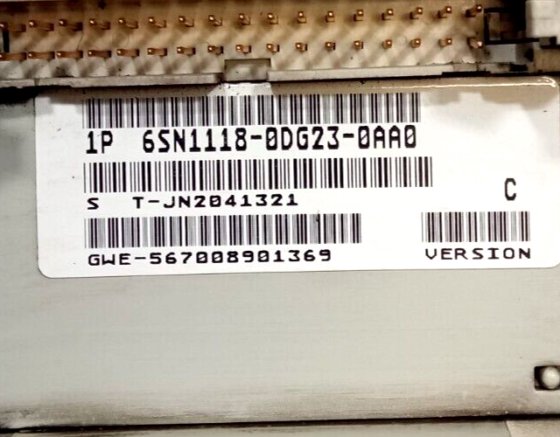 1P 6SN1118-0DG23-0AA0
S T-JN2041321
C
GWE-567008901369
VERSION